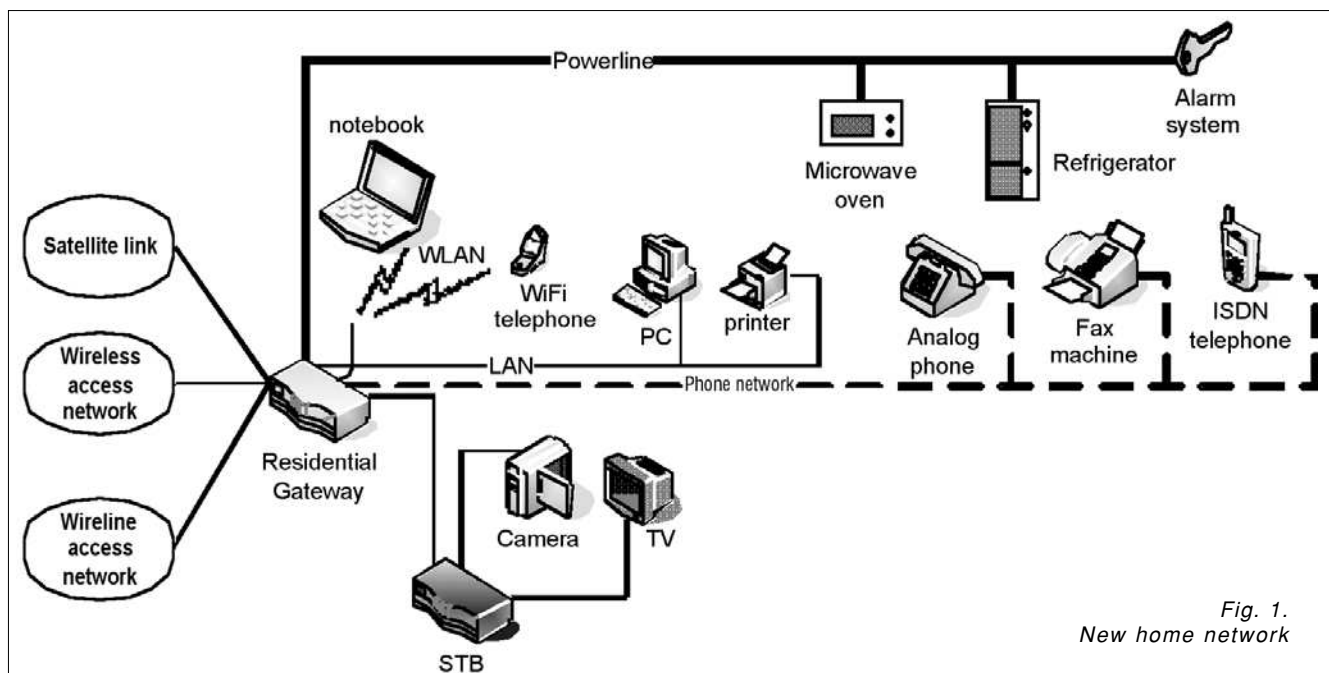 Powerline
Alarm
system
notebook
Microwave
oven
Refrigerator
Satellite link
WLAN
WiFi
telephone
PC
printer
Analog
phone
Fax
machine
ISDN
telephone
LAN
Phone network
Wireless
access
network
Residential
Gateway
Wireline
access
network
Camera
TV
STB
Fig. 1.
New home network